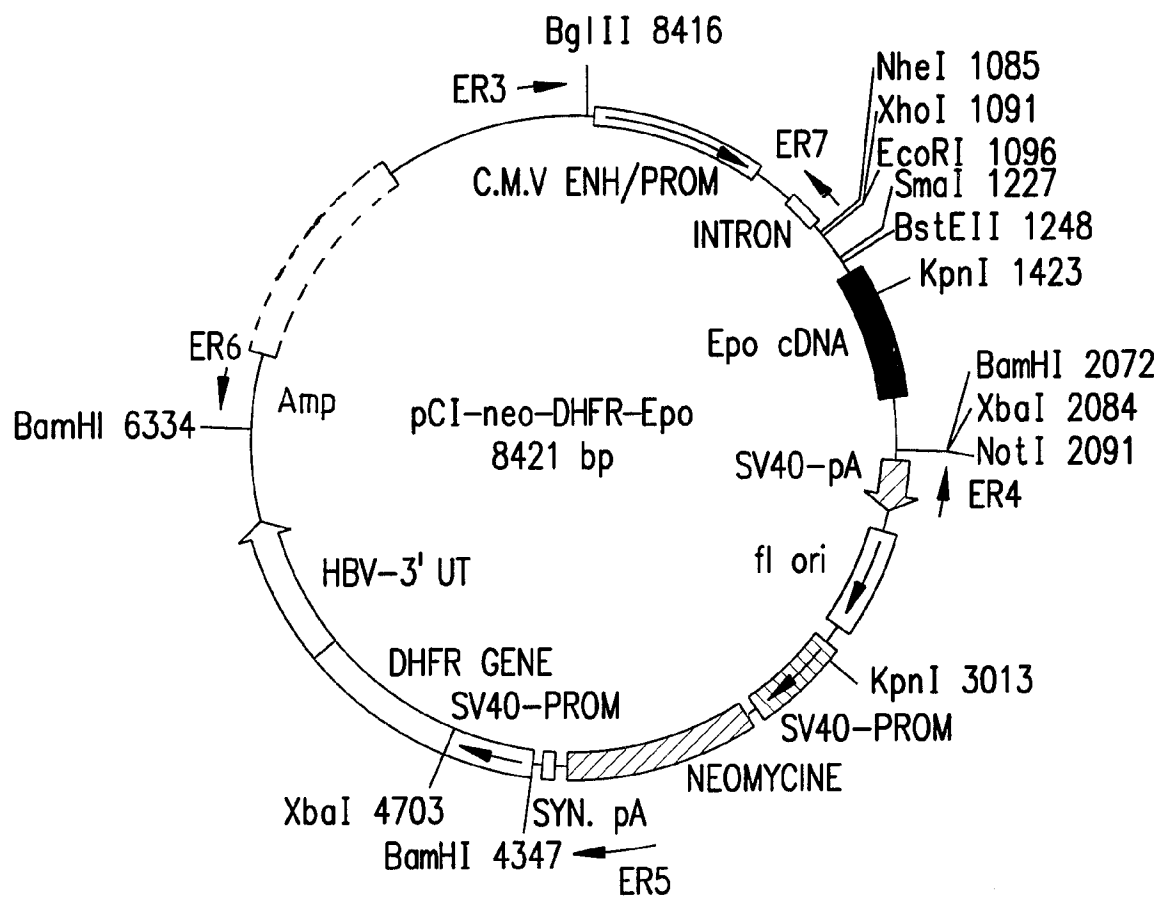 BglII 8416
ER3
NheI 1085
XhoI 1091
ER7
EcoRI 1096
C.M.V ENH/PROM
SmaI 1227
INTRON
BstEII 1248
KpnI 1423
Epo cDNA
ER6
BamHI 2072
Amp
XbaI 2084
BamHI 6334
pCI-neo-DHFR-Epo
8421 bp
NotI 2091
SV40-pA
ER4
fI ori
HBV-3' UT
DHFR GENE
KpnI 3013
SV40-PROM
SV40-PROM
NEOMYCINE
XbaI 4703
SYN. pA
BamHI 4347
ER5